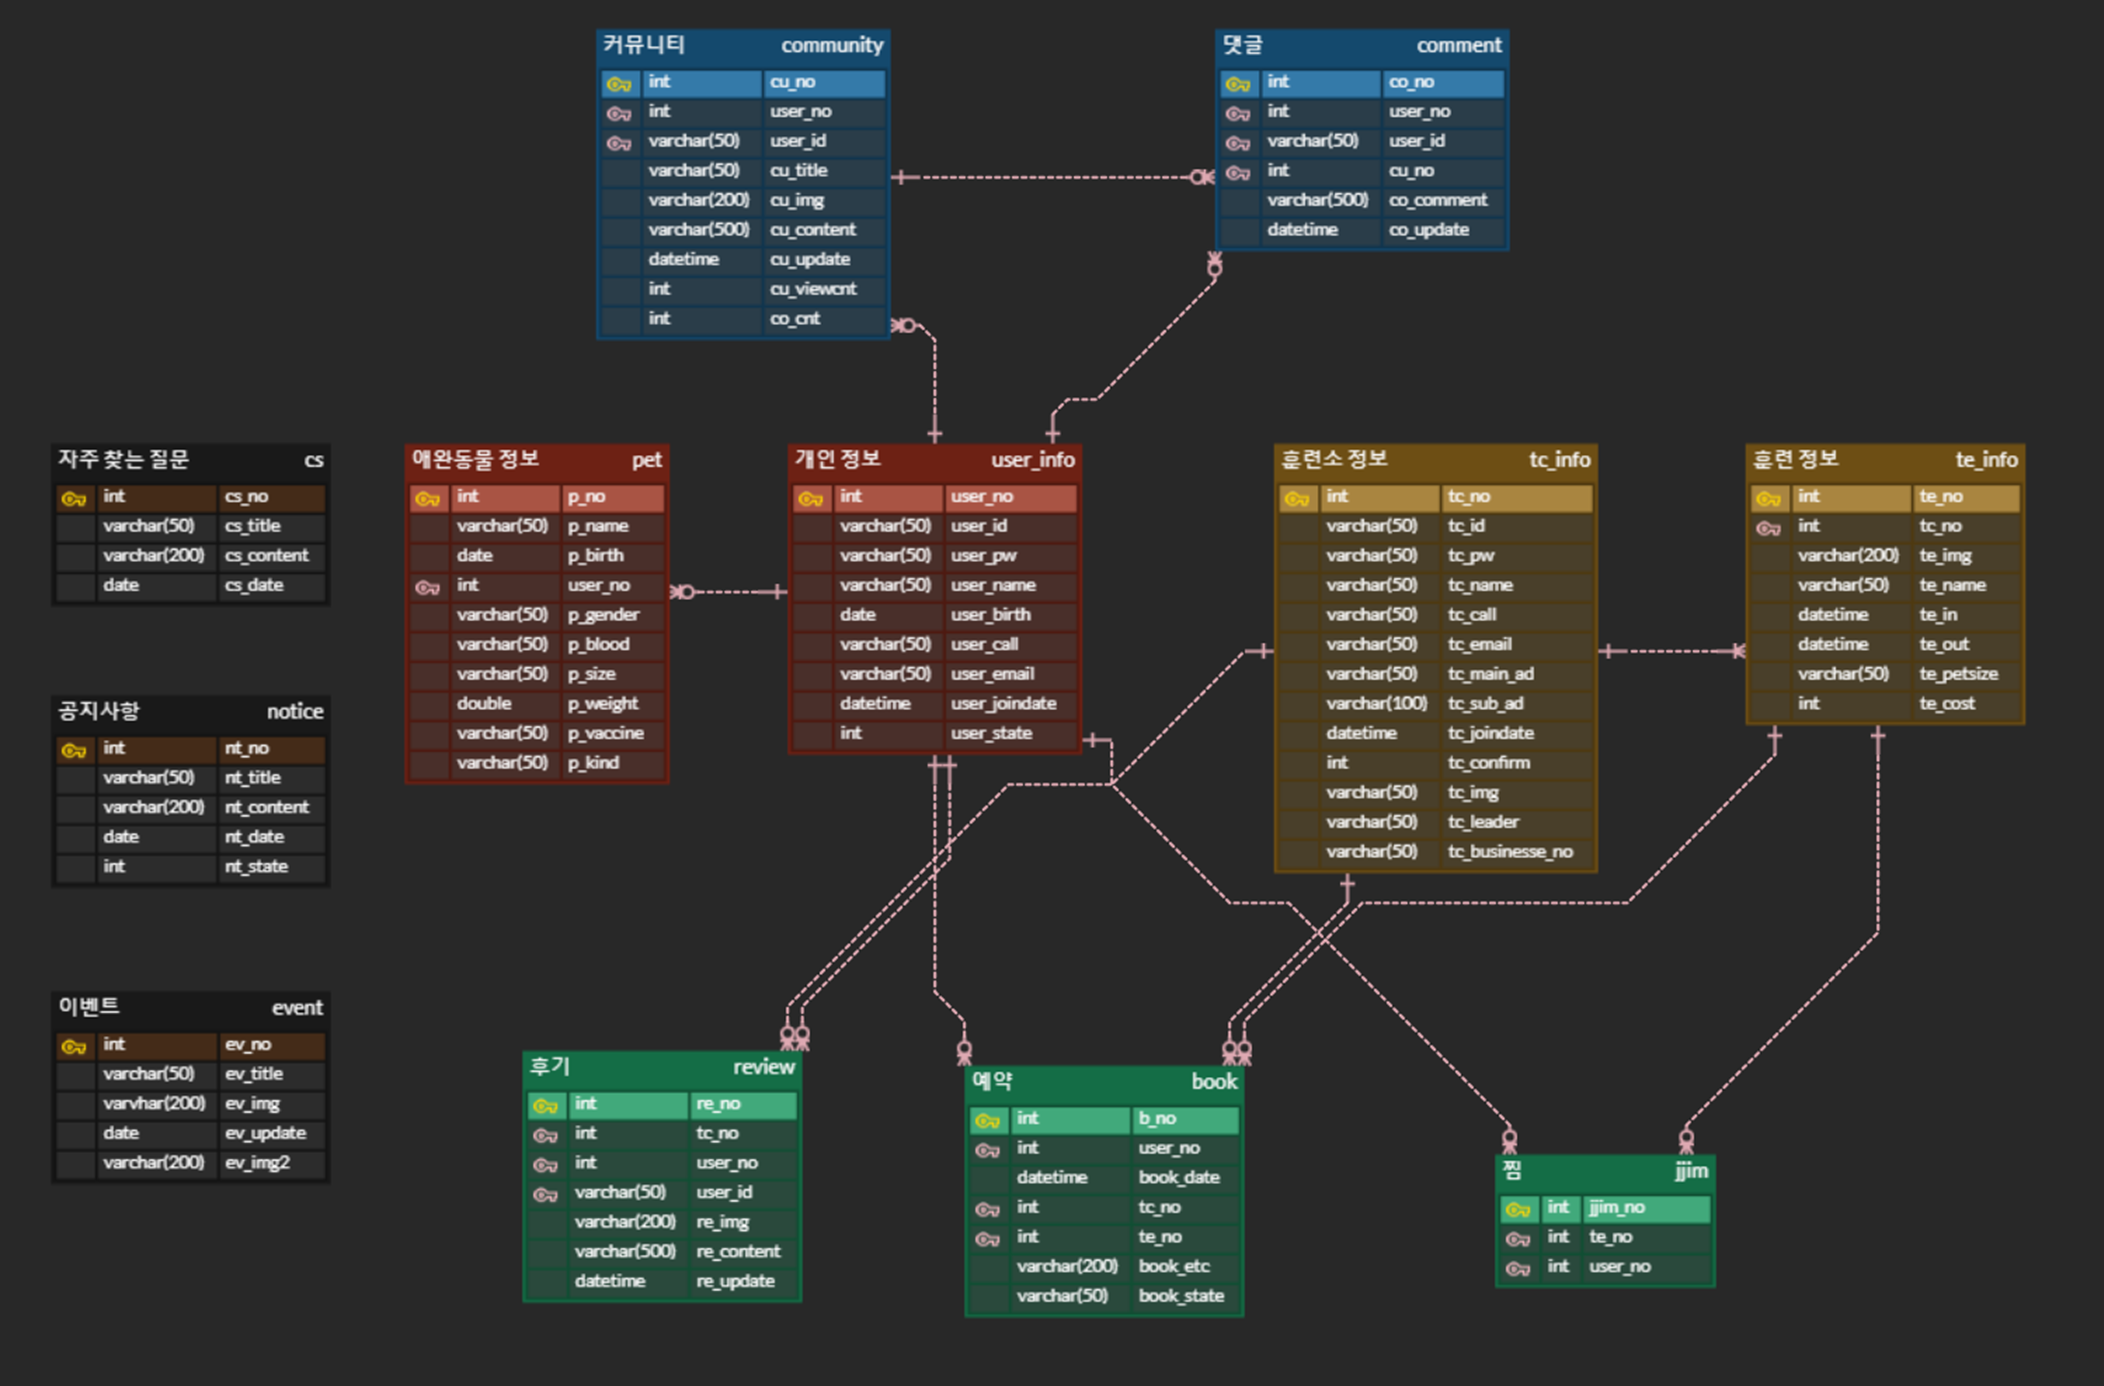 커뮤니티 community
int cu_no
int user_no
varchar(50) user_id
varchar(50) cu_title
varchar(200) cu_img
varchar(500) cu_content
datetime cu_update
int cu_viewcnt
int co_cnt
댓글 comment
int co_no
int user_no
varchar(50) user_id
int cu_no
varchar(500) co_comment
datetime co_update
자주 찾는 질문 cs
int cs_no
varchar(50) cs_title
varchar(200) cs_content
date cs_date
애완동물 정보 pet
int p_no
varchar(50) p_name
date p_birth
int user_no
varchar(50) p_gender
varchar(50) p_blood
varchar(50) p_size
double p_weight
varchar(50) p_vaccine
varchar(50) p_kind
개인 정보 user_info
int user_no
varchar(50) user_id
varchar(50) user_pw
varchar(50) user_name
date user_birth
varchar(50) user_call
varchar(50) user_email
datetime user_joindate
int user_state
훈련소 정보 tc_info
int tc_no
varchar(50) tc_id
varchar(50) tc_pw
varchar(50) tc_name
varchar(50) tc_call
varchar(50) tc_email
varchar(50) tc_main_ad
varchar(100) tc_sub_ad
datetime tc_joindate
int tc_confirm
varchar(50) tc_img
varchar(50) tc_leader
varchar(50) tc_businesse_no
훈련 정보 te_info
int te_no
int tc_no
varchar(200) te_img
varchar(50) te_name
datetime te_in
datetime te_out
varchar(50) te_petsize
int te_cost
공지사항 notice
int nt_no
varchar(50) nt_title
varchar(200) nt_content
date nt_date
int nt_state
이벤트 event
int ev_no
varchar(50) ev_title
varvhar(200) ev_img
date ev_update
varchar(200) ev_img2
후기 review
int re_no
int tc_no
int user_no
varchar(50) user_id
varchar(200) re_img
varchar(500) re_content
datetime re_update
예약 book
int b_no
int user_no
datetime book_date
int tc_no
int te_no
varchar(200) book_etc
varchar(50) book_state
찜 jjim
int jjim_no
int te_no
int user_no